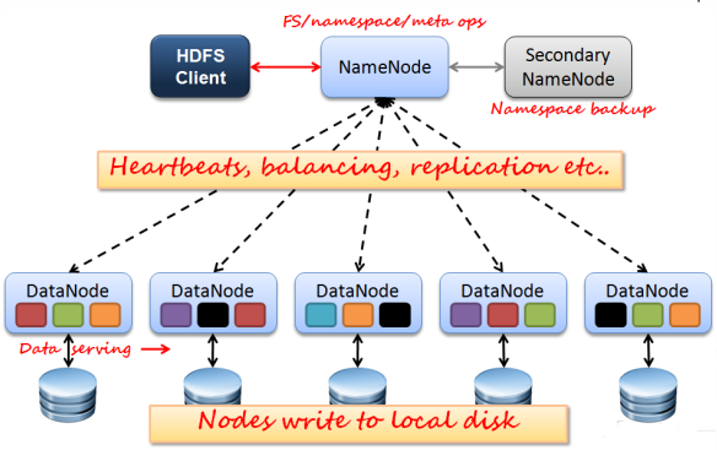 FS/namespace/meta ops
HDFS
Client
NameNode
Secondary
NameNode
Namespace backup
Heartbeats, balancing, replication etc..
DataNode
DataNode
DataNode
DataNode
DataNode
Data serving
Nodes write to local disk